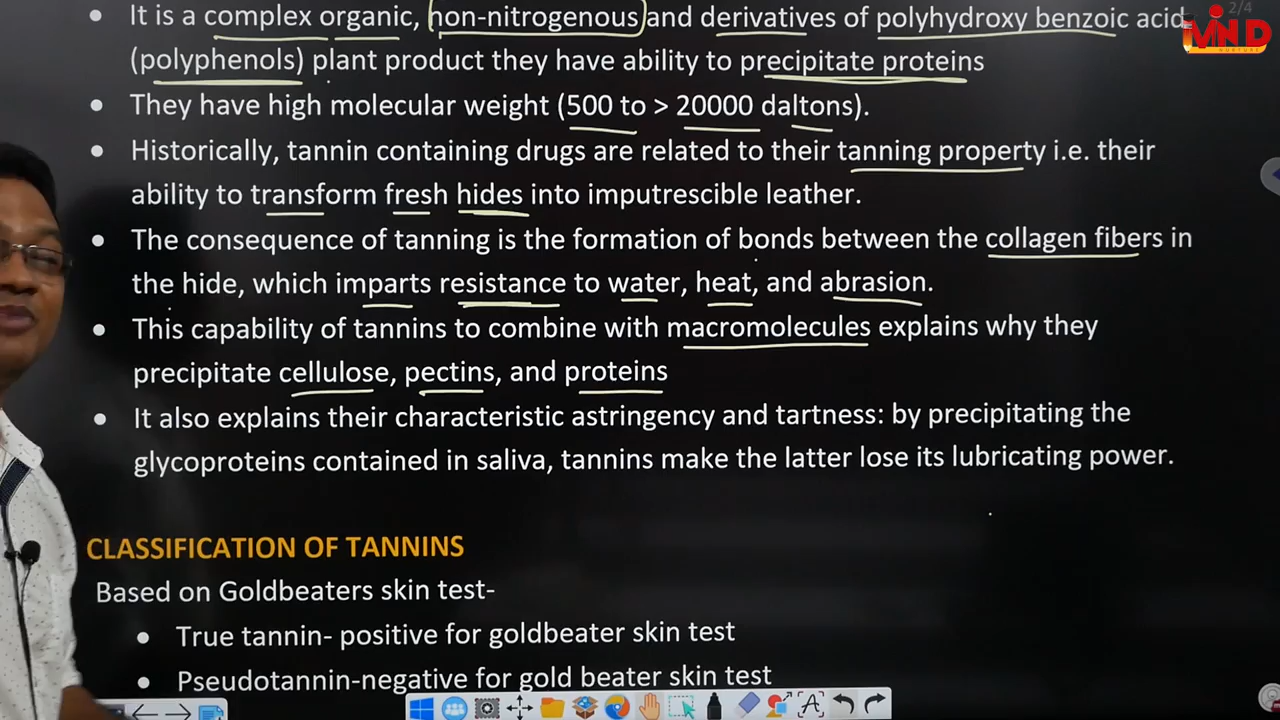 2/4
MIND
It is a complex organic, non-nitrogenous and derivatives of polyhydroxy benzoic acid
(polyphenols) plant product they have ability to precipitate proteins
They have high molecular weight (500 to > 20000 daltons).
Historically, tannin containing drugs are related to their tanning property i.e. their
ability to transform fresh hides into imputrescible leather.
The consequence of tanning is the formation of bonds between the collagen fibers in
the hide, which imparts resistance to water, heat, and abrasion.
This capability of tannins to combine with macromolecules explains why they
precipitate cellulose, pectins, and proteins
It also explains their characteristic astringency and tartness: by precipitating the
glycoproteins contained in saliva, tannins make the latter lose its lubricating power.
CLASSIFICATION OF TANNINS
Based on Goldbeaters skin test-
True tannin- positive for goldbeater skin test
Pseudotannin-negative for gold beater skin test